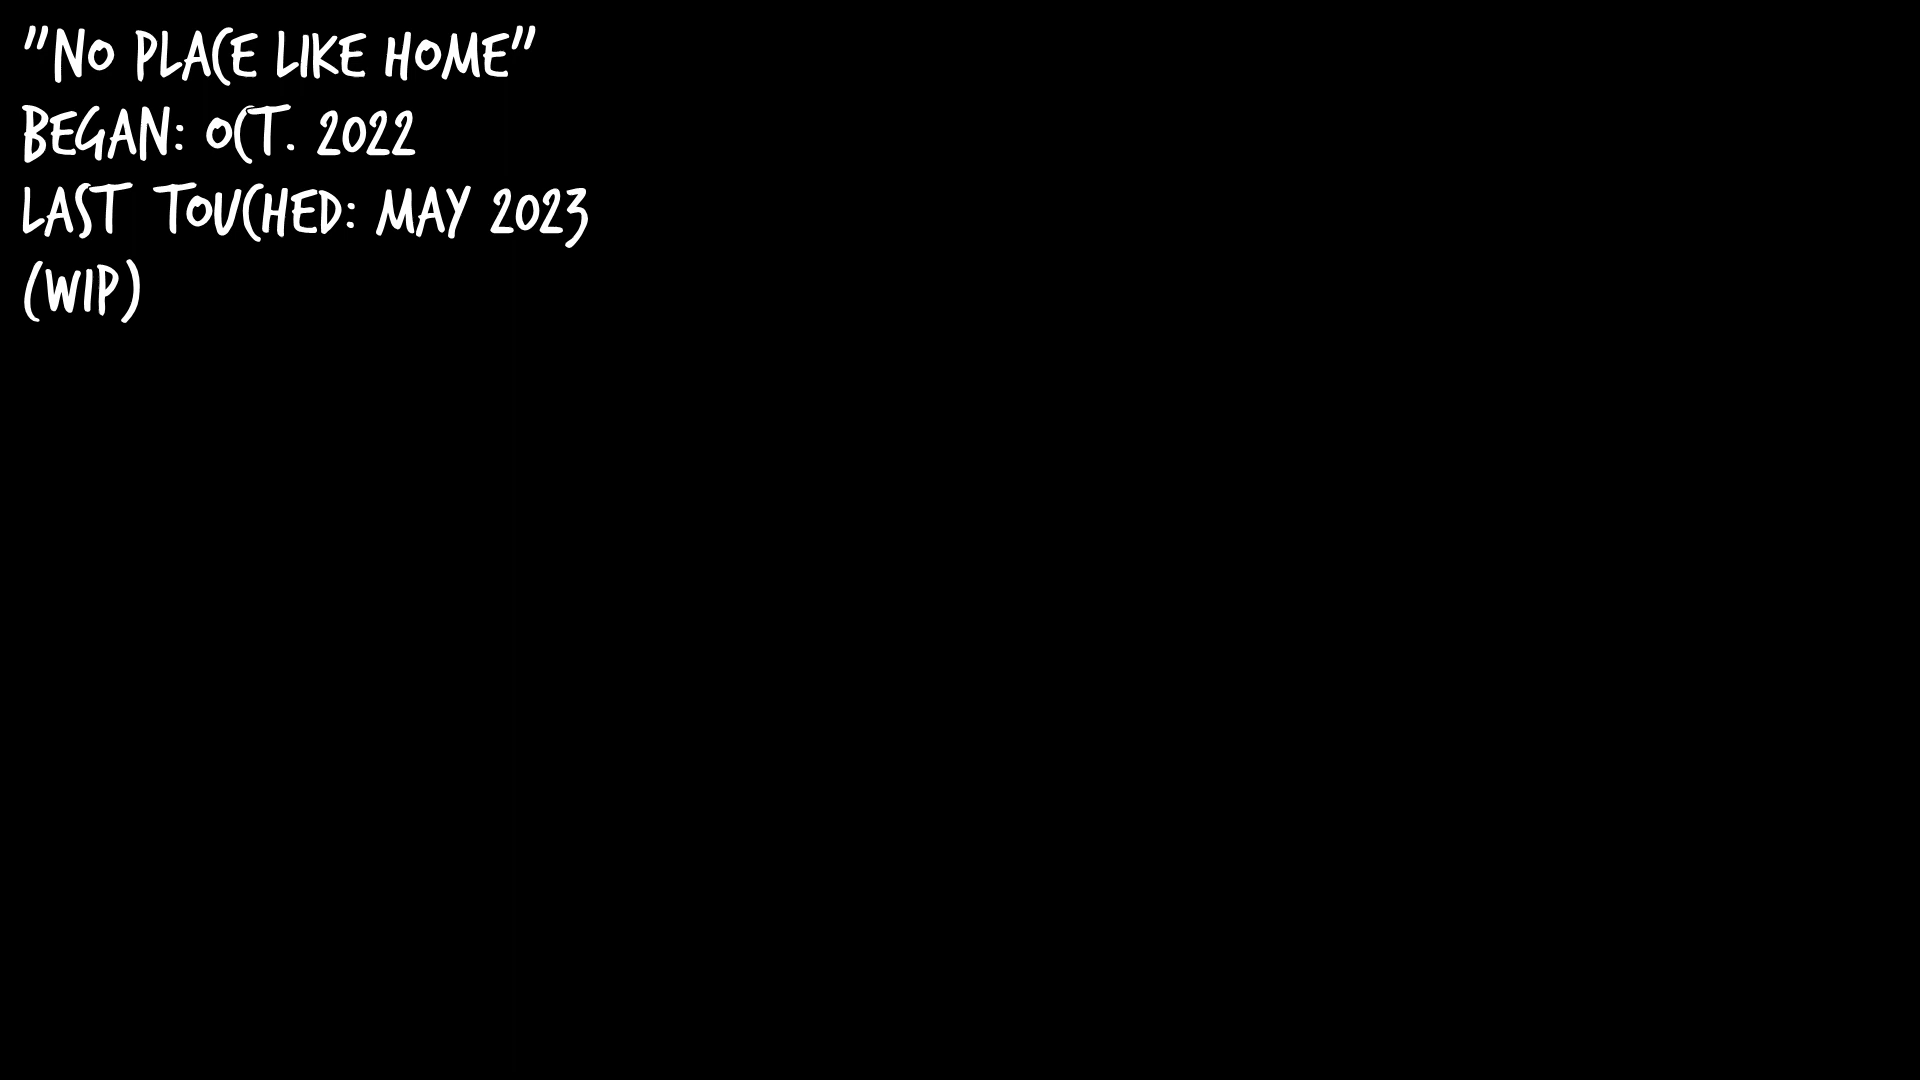 "NO PLACE LIKE HOME"
BEGAN: OCT. 2022
LAST TOUCHED: MAY 2023
(WIP)